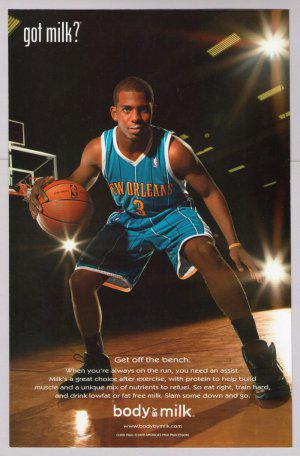 got milk?
NEW ORLEANS
3
Get off the bench.
When you're always on the run, you need an assist.
Milk's a great choice after exercise, with protein to help build
muscle and a unique mix of nutrients to refuel. So eat right, train hard,
and drink lowfat or fat free milk. Slam some down and go.
body by milk.
www.bodybymilk.com